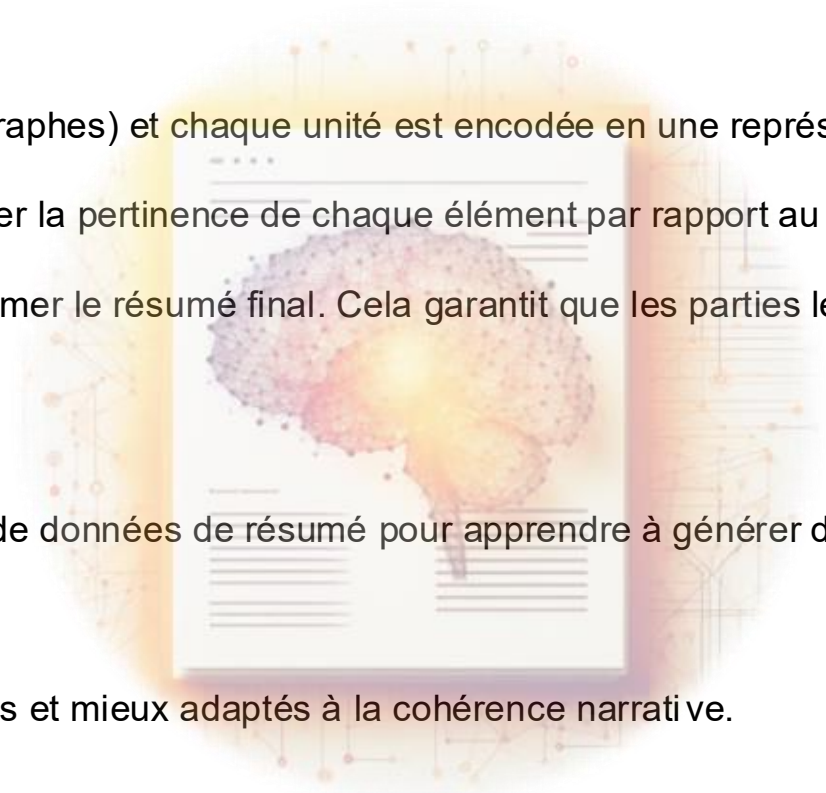 raphes) et chaque unité est encodée en une représ
er la pertinence de chaque élément par rapport au
mer le résumé final. Cela garantit que les parties le
de données de résumé pour apprendre à générer d
s et mieux adaptés à la cohérence narrative.